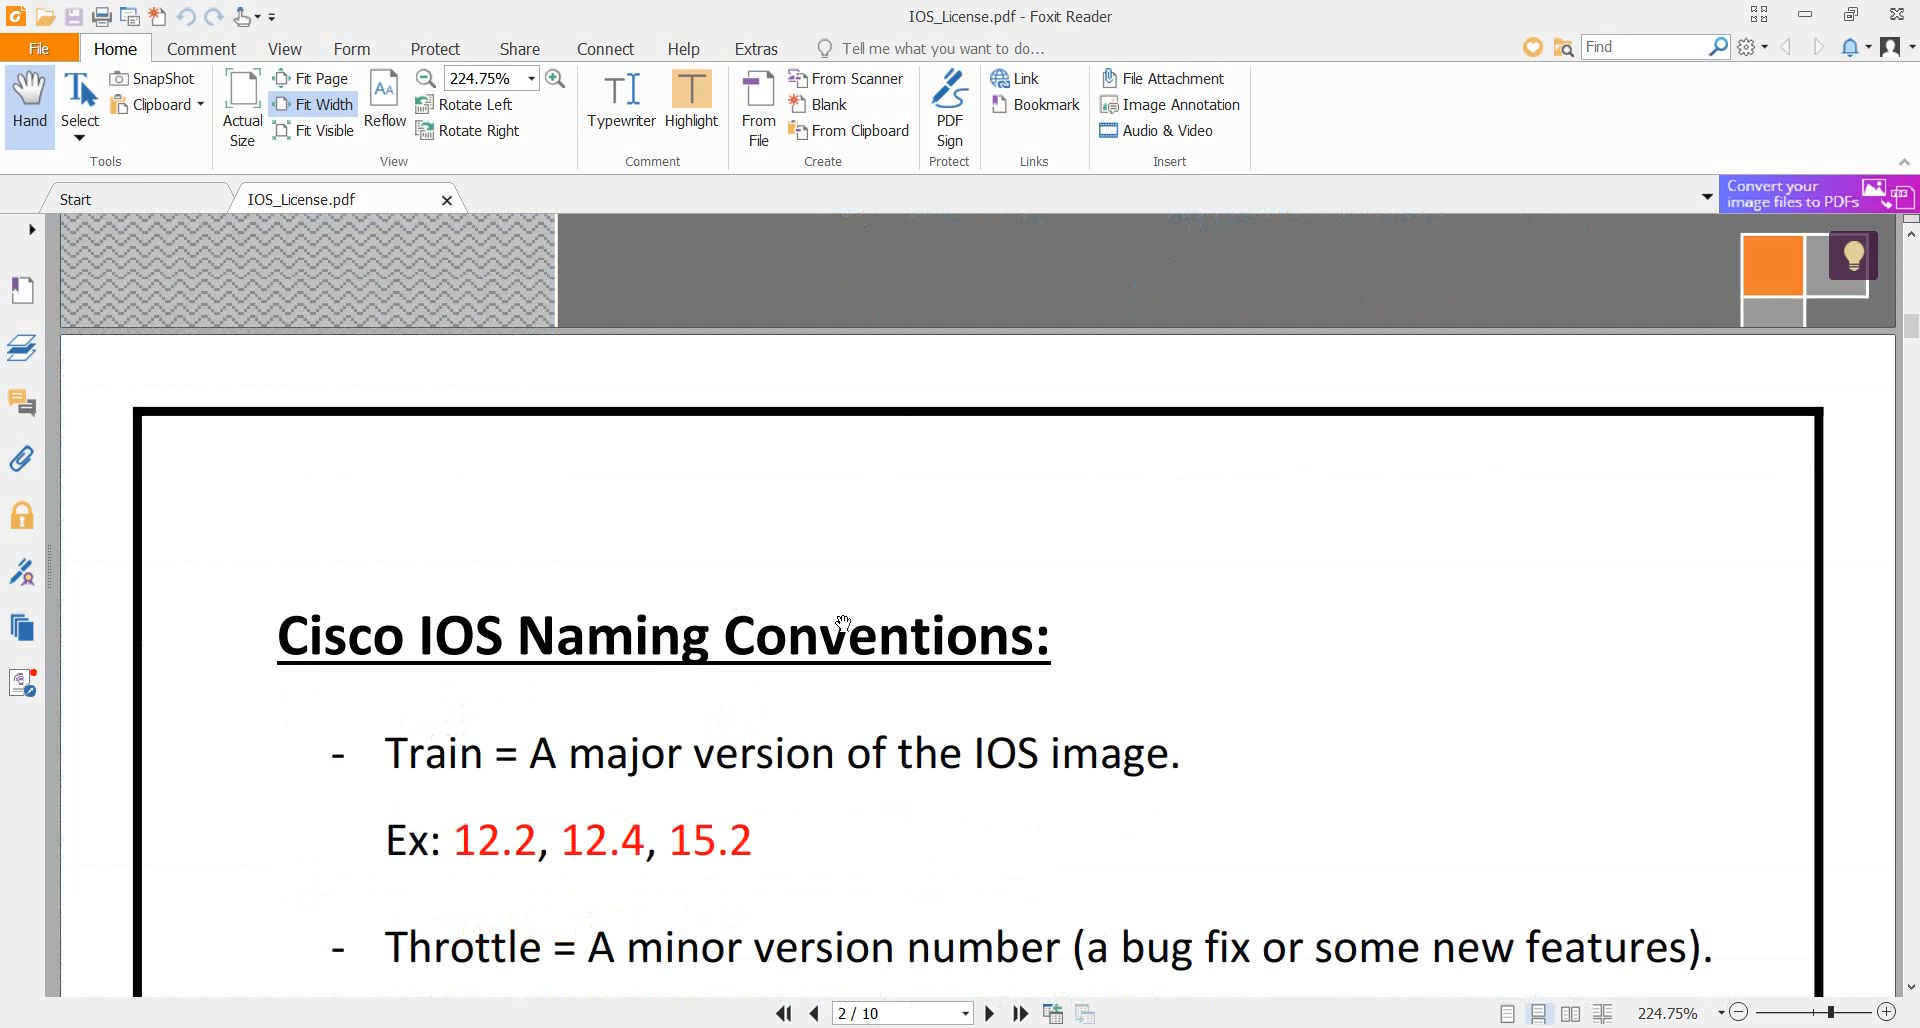 IOS_License.pdf - Foxit Reader
File Home Comment View Form Protect Share Connect Help Extras Tell me what you want to do... Find
Hand
Select
SnapShot
Clipboard
Tools
Actual
Size
Fit Page
Fit Width
Fit Visible
Reflow
224.75%
Rotate Left
Rotate Right
View
Typewriter
Highlight
Comment
From
File
From Scanner
Blank
From Clipboard
Create
PDF
Sign
Protect
Link
Bookmark
Links
File Attachment
Image Annotation
Audio & Video
Insert
Start
IOS_License.pdf
Convert your
image files to PDFs
Cisco IOS Naming Conventions:
- Train = A major version of the IOS image.
Ex: 12.2, 12.4, 15.2
- Throttle = A minor version number (a bug fix or some new features).
2 / 10
224.75%